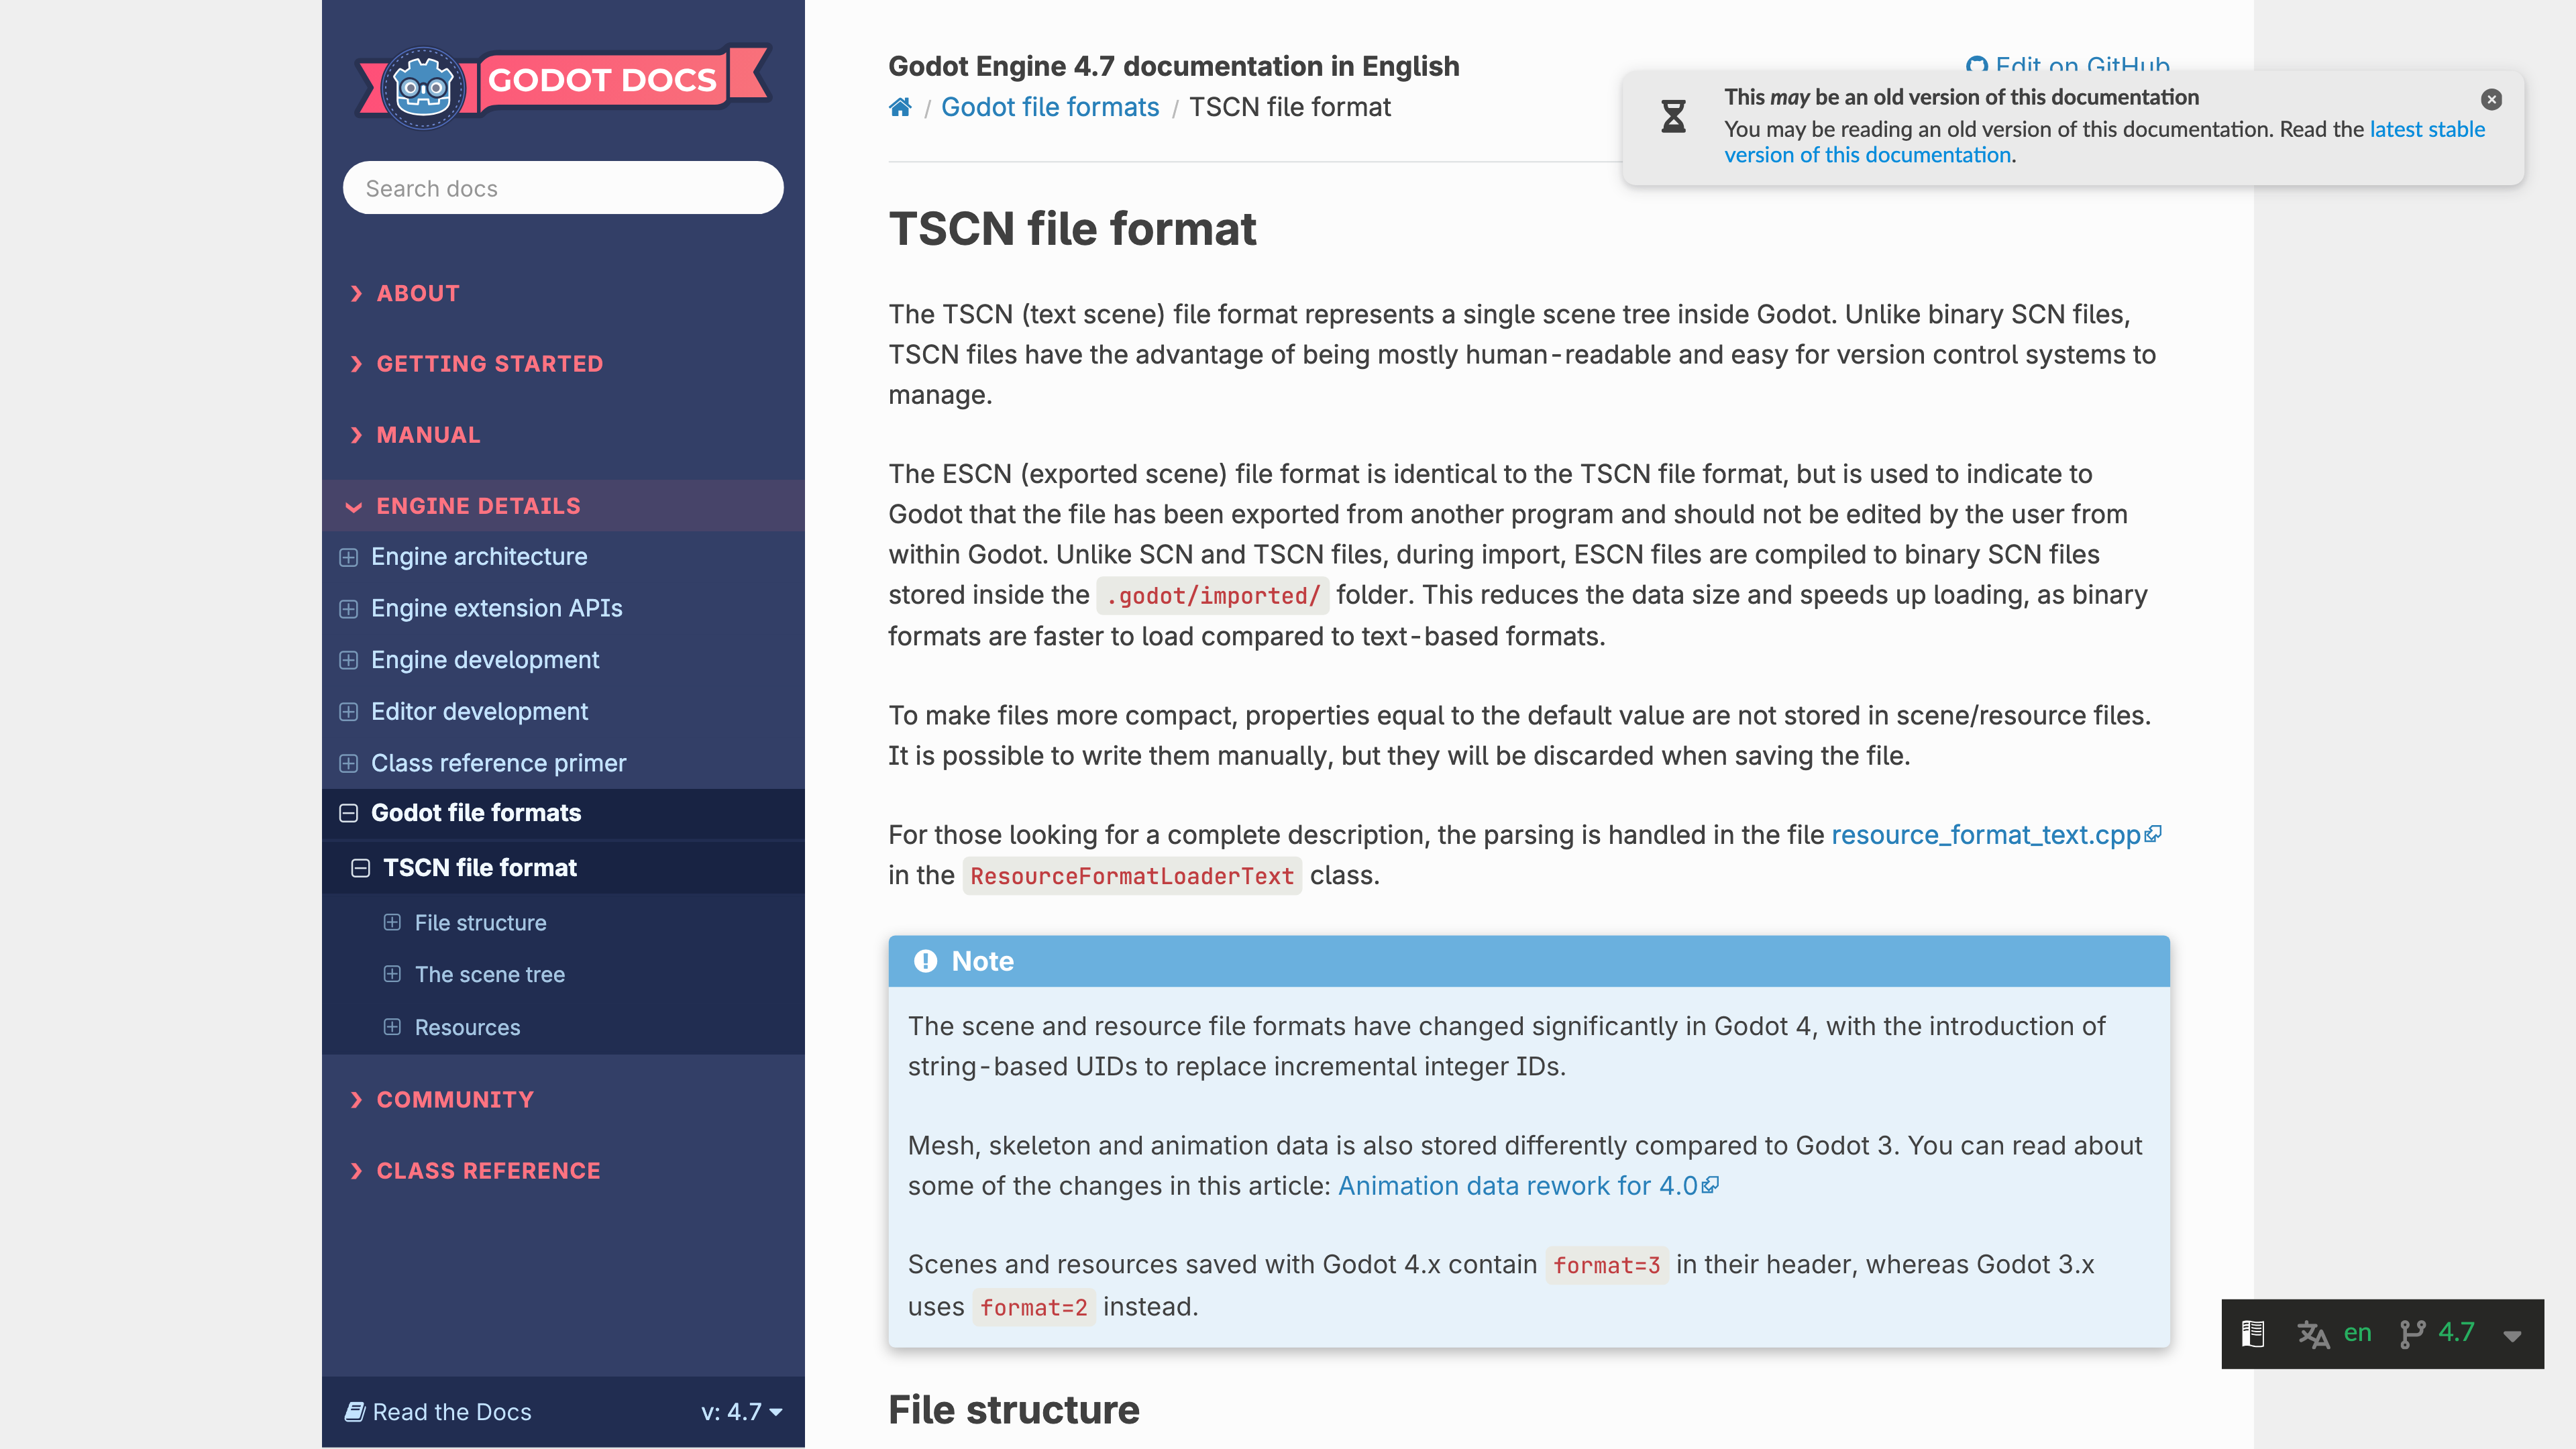 GODOT DOCS
Search docs
ABOUT
GETTING STARTED
MANUAL
ENGINE DETAILS
Engine architecture
Engine extension APIs
Engine development
Editor development
Class reference primer
Godot file formats
TSCN file format
File structure
The scene tree
Resources
COMMUNITY
CLASS REFERENCE
Read the Docs
v: 4.7
Godot Engine 4.7 documentation in English
Edit on GitHub
/ Godot file formats / TSCN file format
This may be an old version of this documentation
You may be reading an old version of this documentation. Read the latest stable
version of this documentation.
TSCN file format
The TSCN (text scene) file format represents a single scene tree inside Godot. Unlike binary SCN files,
TSCN files have the advantage of being mostly human-readable and easy for version control systems to
manage.
The ESCN (exported scene) file format is identical to the TSCN file format, but is used to indicate to
Godot that the file has been exported from another program and should not be edited by the user from
within Godot. Unlike SCN and TSCN files, during import, ESCN files are compiled to binary SCN files
stored inside the .godot/imported/ folder. This reduces the data size and speeds up loading, as binary
formats are faster to load compared to text-based formats.
To make files more compact, properties equal to the default value are not stored in scene/resource files.
It is possible to write them manually, but they will be discarded when saving the file.
For those looking for a complete description, the parsing is handled in the file resource_format_text.cpp
in the ResourceFormatLoaderText class.
Note
The scene and resource file formats have changed significantly in Godot 4, with the introduction of
string-based UIDs to replace incremental integer IDs.
Mesh, skeleton and animation data is also stored differently compared to Godot 3. You can read about
some of the changes in this article: Animation data rework for 4.0
Scenes and resources saved with Godot 4.x contain format=3 in their header, whereas Godot 3.x
uses format=2 instead.
File structure
en 4.7